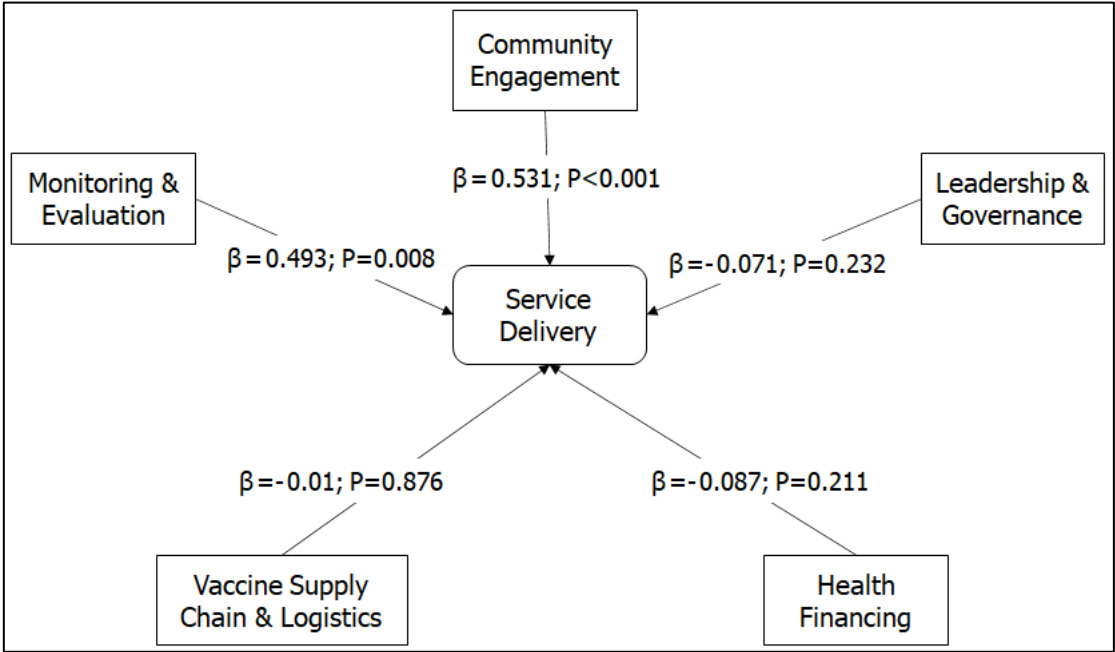 Community
Engagement
β=0.531; P<0.001
Monitoring &
Evaluation
β=0.493; P=0.008
Leadership &
Governance
β=-0.071; P=0.232
Service
Delivery
β=-0.01; P=0.876
β=-0.087; P=0.211
Vaccine Supply
Chain & Logistics
Health
Financing